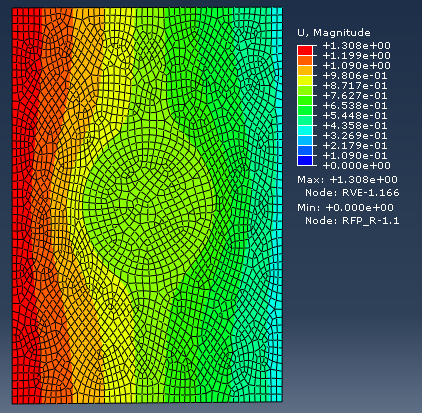 U, Magnitude
+1.308e+00
+1.199e+00
+1.090e+00
+9.806e-01
+8.717e-01
+7.627e-01
+6.538e-01
+5.448e-01
+4.358e-01
+3.269e-01
+2.179e-01
+1.090e-01
+0.000e+00
Max: +1.308e+00
Node: RVE-1.166
Min: +0.000e+00
Node: RFP_R-1.1